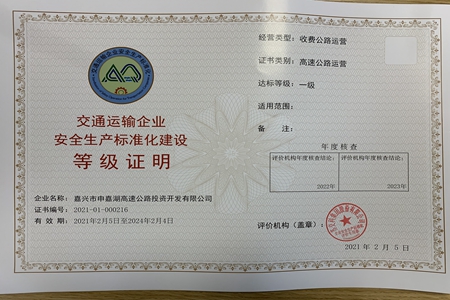 交通运输企业
安全生产标准化建设
等级证明
企业名称：嘉兴市申嘉湖高速公路投资开发有限公司
证书编号：2021-01-000216
有 效 期：2021年2月5日至2024年2月4日
经营类型：收费公路运营
证书类别：高速公路运营
达标等级：一级
适用范围：
备 注：
年度核查
评价机构年度核查结论：
评价机构年度核查结论：
2022年
2023年
评价机构（盖章）：
2021 年 2 月 5 日